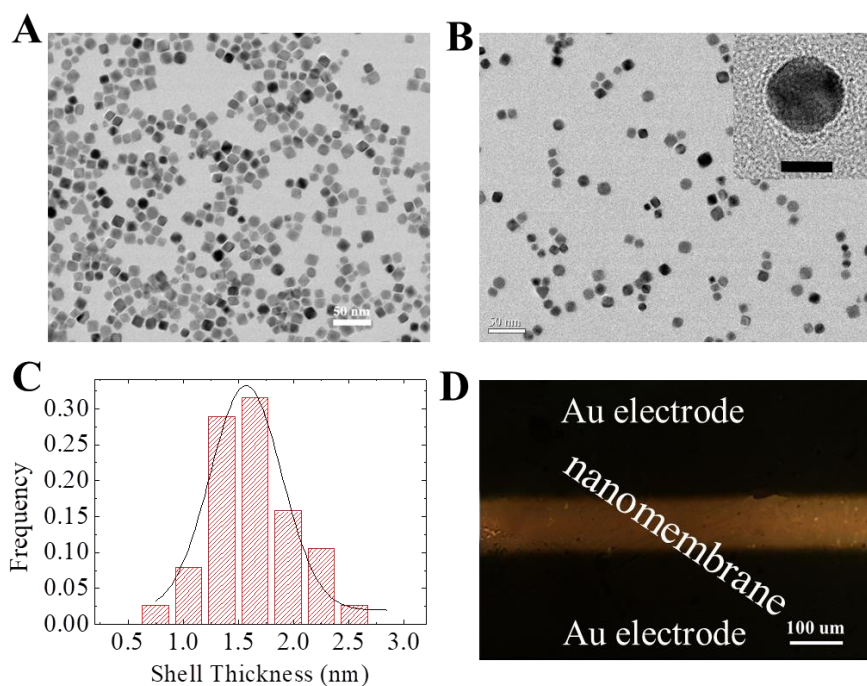 A
50 nm
B
50 nm
C
Frequency
0.30
0.25
0.20
0.15
0.10
0.05
0.00
0.5 1.0 1.5 2.0 2.5 3.0
Shell Thickness (nm)
D
Au electrode
nanomembrane
Au electrode
100 um